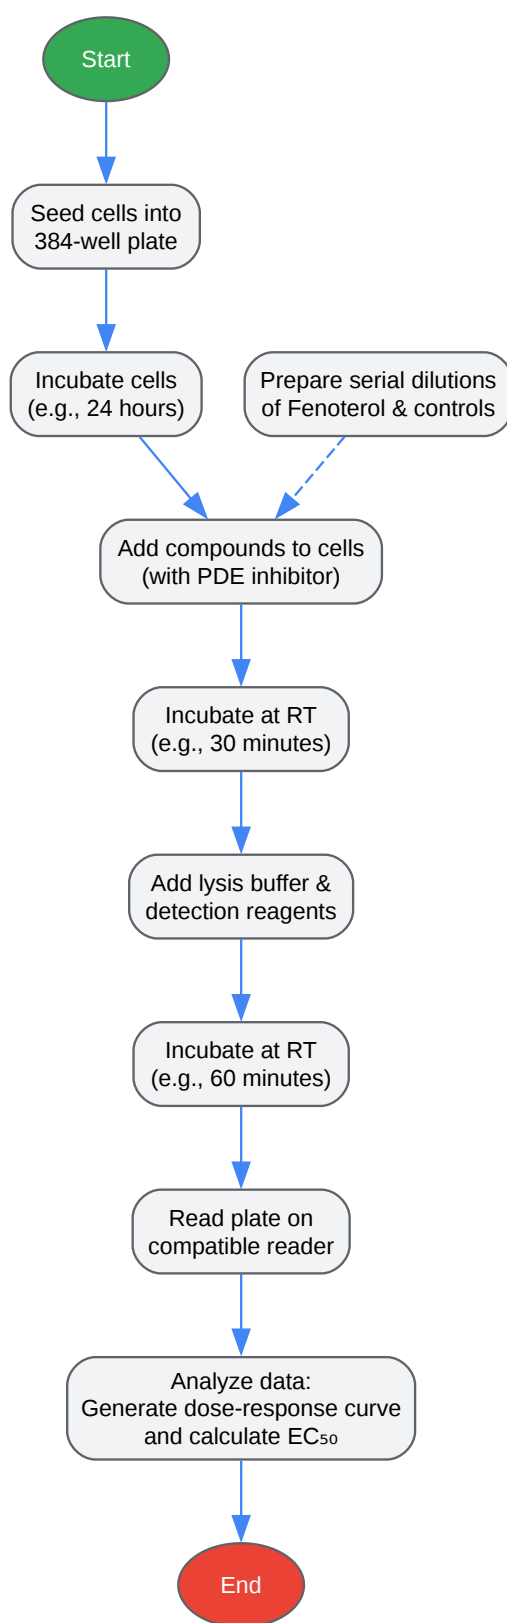 Start
Seed cells into
384-well plate
Incubate cells
(e.g., 24 hours)
Prepare serial dilutions
of Fenoterol & controls
Add compounds to cells
(with PDE inhibitor)
Incubate at RT
(e.g., 30 minutes)
Add lysis buffer &
detection reagents
Incubate at RT
(e.g., 60 minutes)
Read plate on
compatible reader
Analyze data:
Generate dose-response curve
and calculate EC₅₀
End